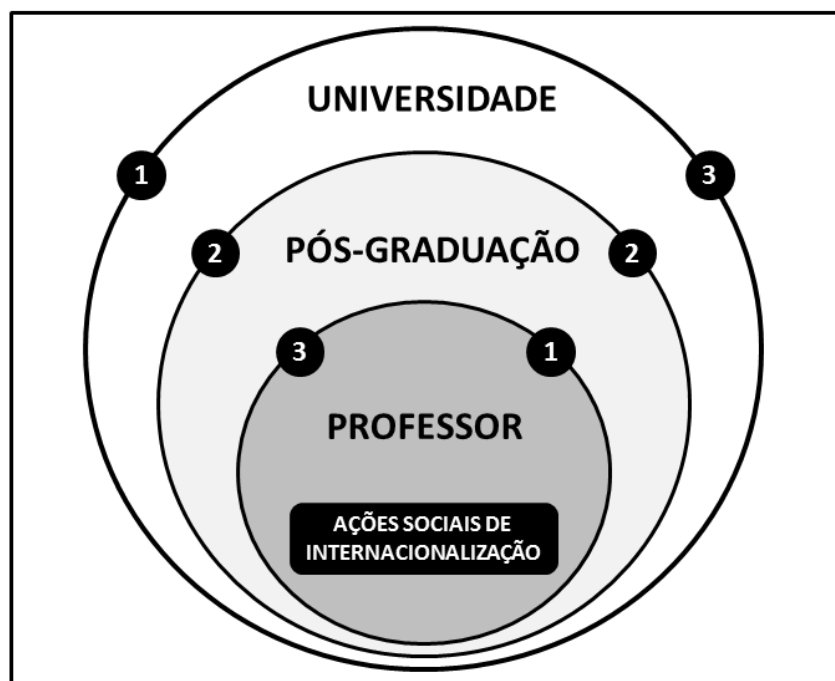 UNIVERSIDADE
1
3
2
PÓS-GRADUAÇÃO
2
3
1
PROFESSOR
AÇÕES SOCIAIS DE
INTERNACIONALIZAÇÃO